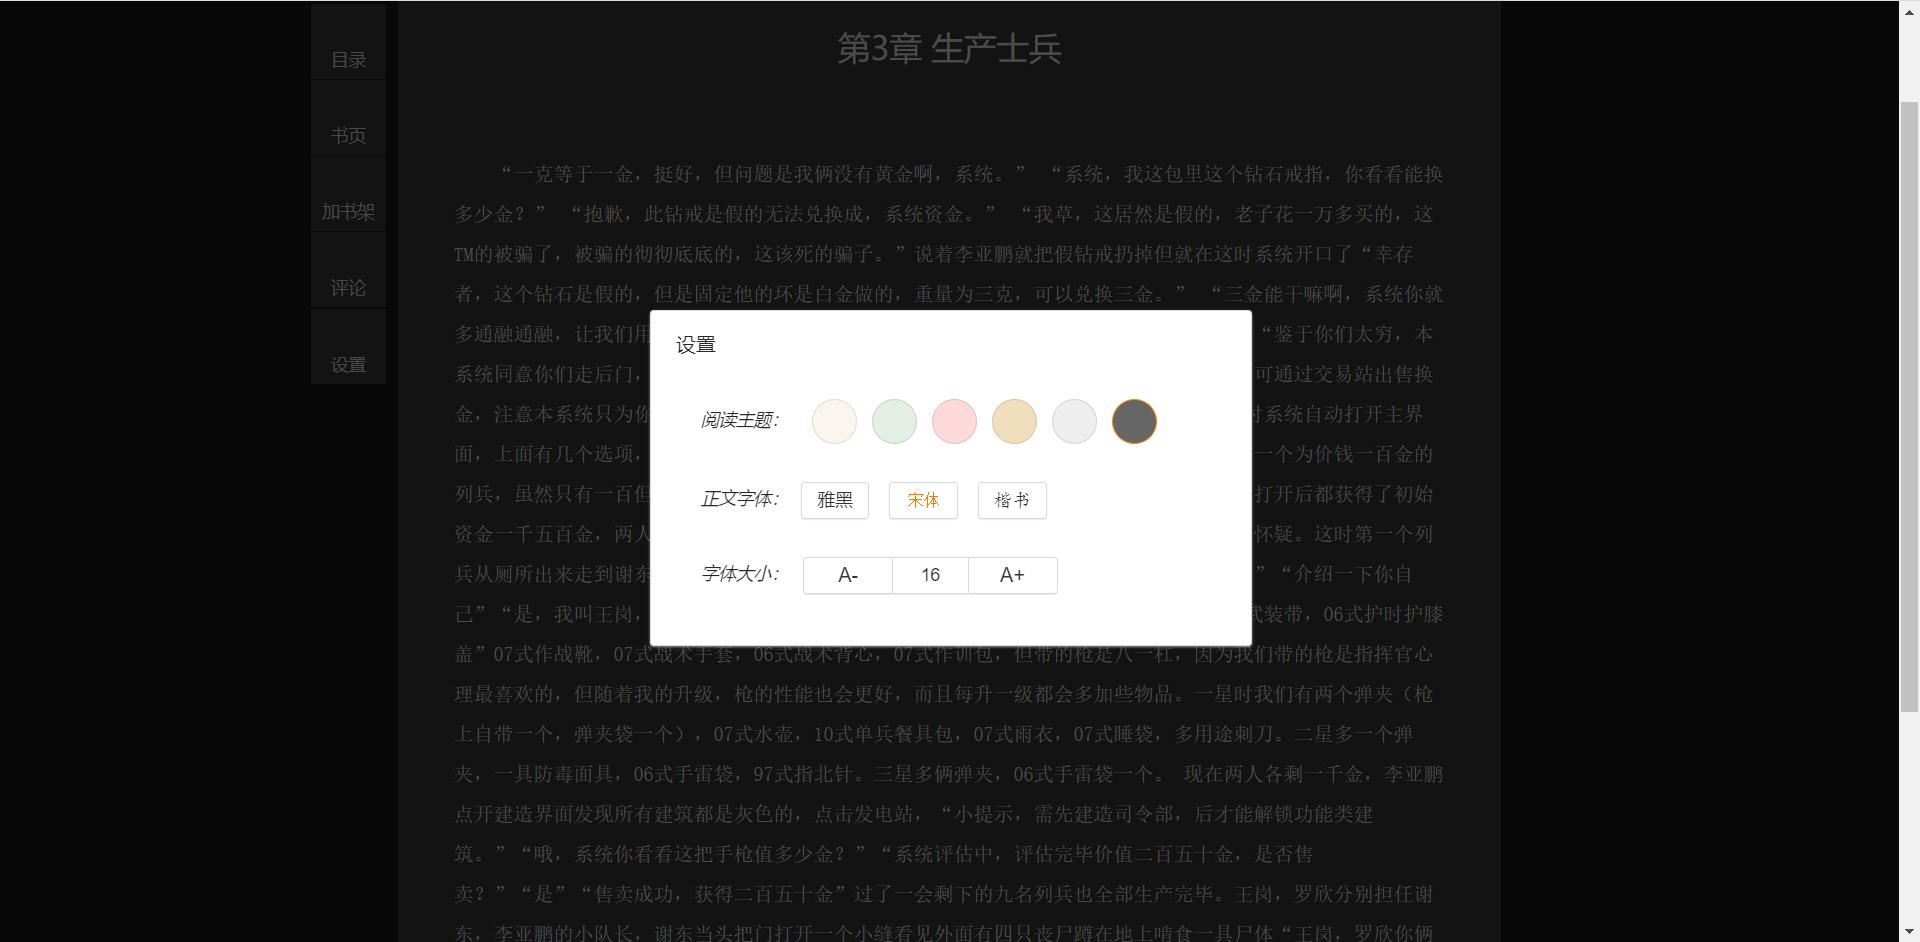 目录
书页
加书架
评论
设置
第3章 生产士兵
“一克等于一金，挺好，但问题是我俩没有黄金啊，系统。” “系统，我这包里这个钻石戒指，你看看能换
多少金？” “抱歉，此钻戒是假的无法兑换成，系统资金。” “我草，这居然是假的，老子花一万多买的，这
TM的被骗了，被骗的彻彻底底的，这该死的骗子。”说着李亚鹏就把假钻戒扔掉但就在这时系统开口了“幸存
者，这个钻石是假的，但是固定他的环是白金做的，重量为三克，可以兑换三金。” “三金能干嘛啊，系统你就
多通融通融，让我们用 “鉴于你们太穷，本
系统同意你们走后门， 可通过交易站出售换
金，注意本系统只为你 时系统自动打开主界
面，上面有几个选项， 一个为价钱一百金的
列兵，虽然只有一百但 打开后都获得了初始
资金一千五百金，两人 怀疑。这时第一个列
兵从厕所出来走到谢东 ” “介绍一下你自
己” “是，我叫王岗， 式装带，06式护时护膝
盖”07式作战靴，07式战术手套，06式战术背心，07式作训包，但带的枪是八一杠，因为我们带的枪是指挥官心
理最喜欢的，但随着我的升级，枪的性能也会更好，而且每升一级都会多加些物品。一星时我们有两个弹夹（枪
上自带一个，弹夹袋一个），07式水壶，10式单兵餐具包，07式雨衣，07式睡袋，多用途刺刀。二星多一个弹
夹，一具防毒面具，06式手雷袋，97式指北针。三星多俩弹夹，06式手雷袋一个。 现在两人各剩一千金，李亚鹏
点开建造界面发现所有建筑都是灰色的，点击发电站，“小提示，需先建造司令部，后才能解锁功能类建
筑。” “哦，系统你看看这把手枪值多少金？” “系统评估中，评估完毕价值二百五十金，是否售
卖？” “是” “售卖成功，获得二百五十金”过了一会剩下的九名列兵也全部生产完毕。王岗，罗欣分别担任谢
东，李亚鹏的小队长，谢东当头把门打开一个小缝看见外面有四只丧尸蹲在地上啃食一具尸体“王岗，罗欣你俩
设置
阅读主题：
正文字体： 雅黑 宋体 楷书
字体大小： A- 16 A+